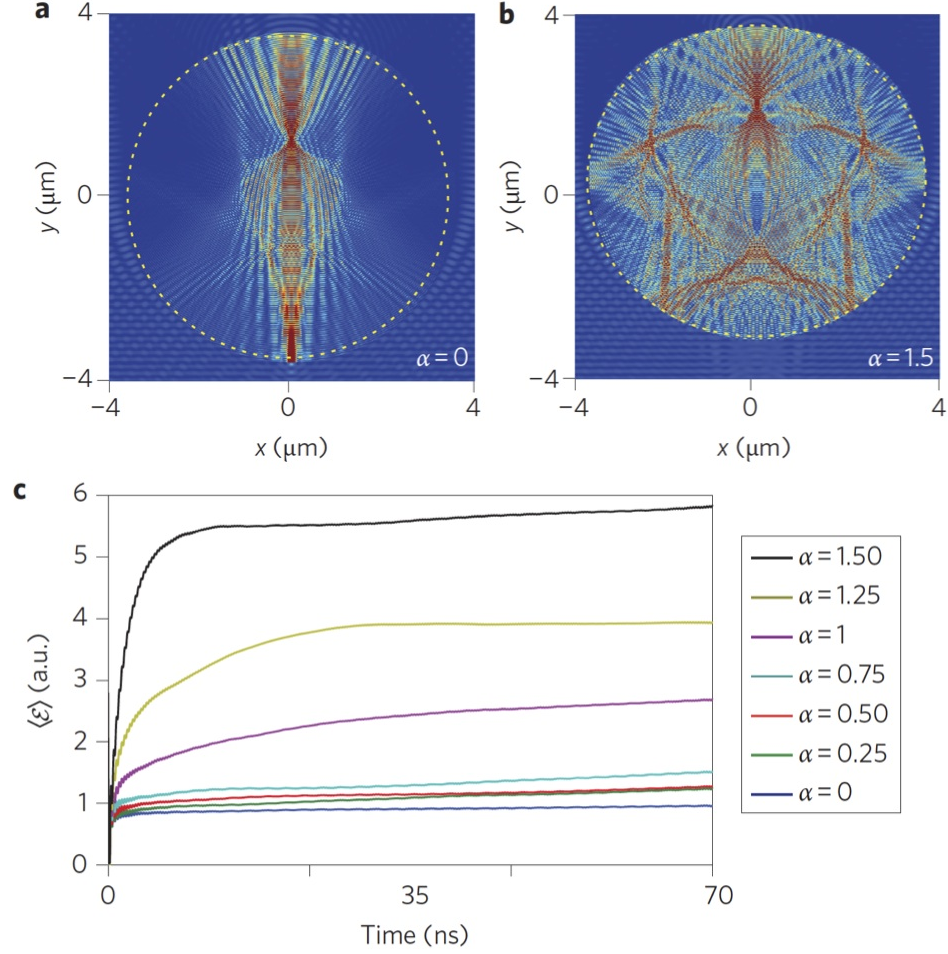 a
4
0
−4
y (μm)
−4
0
4
x (μm)
α = 0
b
4
0
−4
y (μm)
−4
0
4
x (μm)
α = 1.5
c
6
5
4
3
2
1
0
⟨ℰ⟩ (a.u.)
0
35
70
Time (ns)
α = 1.50
α = 1.25
α = 1
α = 0.75
α = 0.50
α = 0.25
α = 0